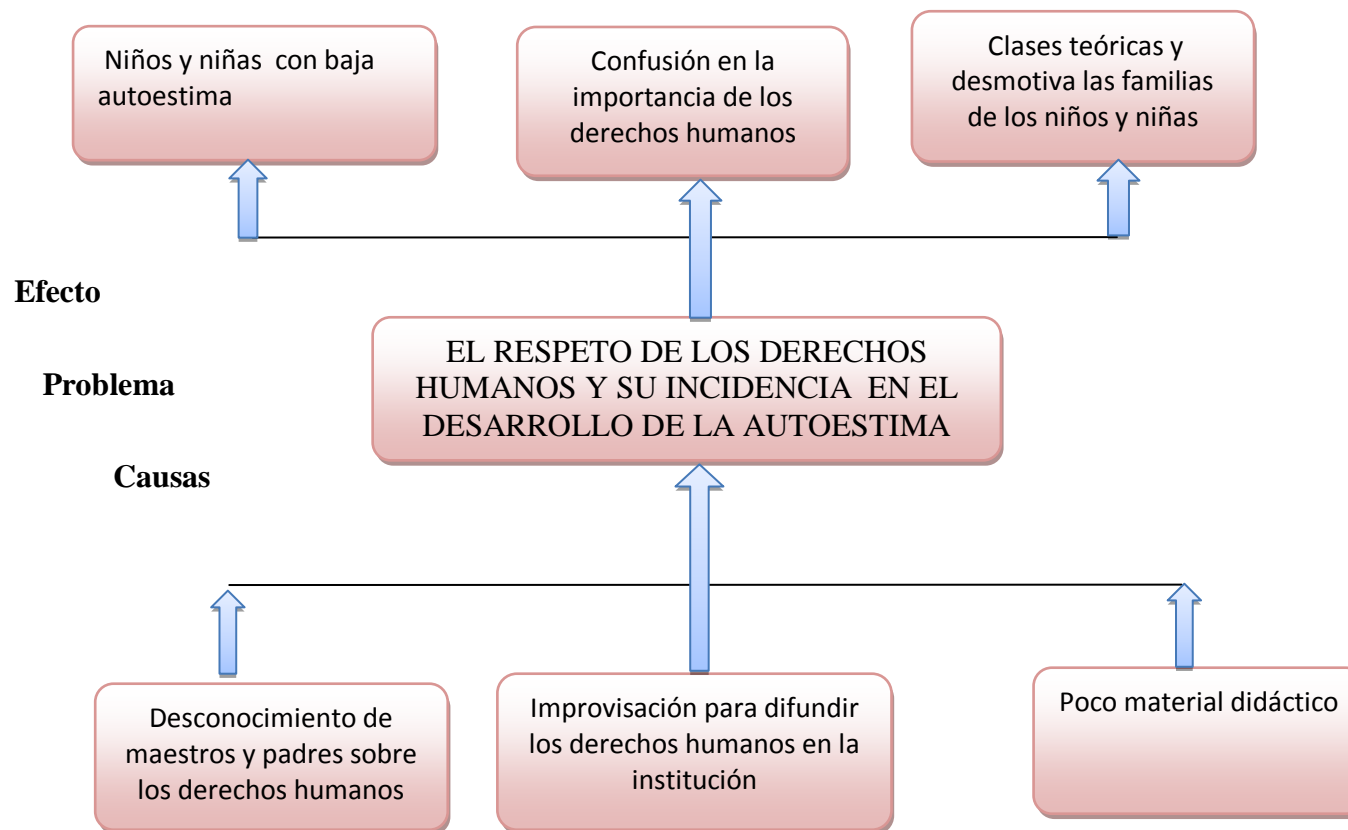 Niños y niñas con baja
autoestima
Confusión en la
importancia de los
derechos humanos
Clases teóricas y
desmotiva las familias
de los niños y niñas
Efecto
Problema
Causas
EL RESPETO DE LOS DERECHOS
HUMANOS Y SU INCIDENCIA EN EL
DESARROLLO DE LA AUTOESTIMA
Desconocimiento de
maestros y padres sobre
los derechos humanos
Improvisación para difundir
los derechos humanos en la
institución
Poco material didáctico